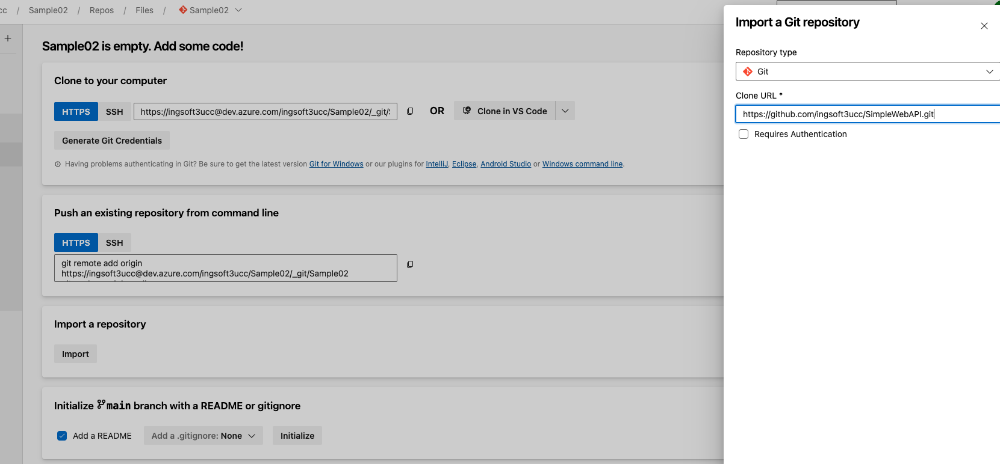 cc / Sample02 / Repos / Files / Sample02
Sample02 is empty. Add some code!
Clone to your computer
HTTPS SSH https://ingsoft3ucc@dev.azure.com/ingsoft3ucc/Sample02/_git/ OR Clone in VS Code
Generate Git Credentials
Having problems authenticating in Git? Be sure to get the latest version Git for Windows or our plugins for IntelliJ, Eclipse, Android Studio or Windows command line.
Push an existing repository from command line
HTTPS SSH
git remote add origin
https://ingsoft3ucc@dev.azure.com/ingsoft3ucc/Sample02/_git/Sample02
Import a repository
Import
Initialize main branch with a README or gitignore
Add a README Add a .gitignore: None Initialize
Import a Git repository
Repository type
Git
Clone URL *
https://github.com/ingsoft3ucc/SimpleWebAPI.git
Requires Authentication